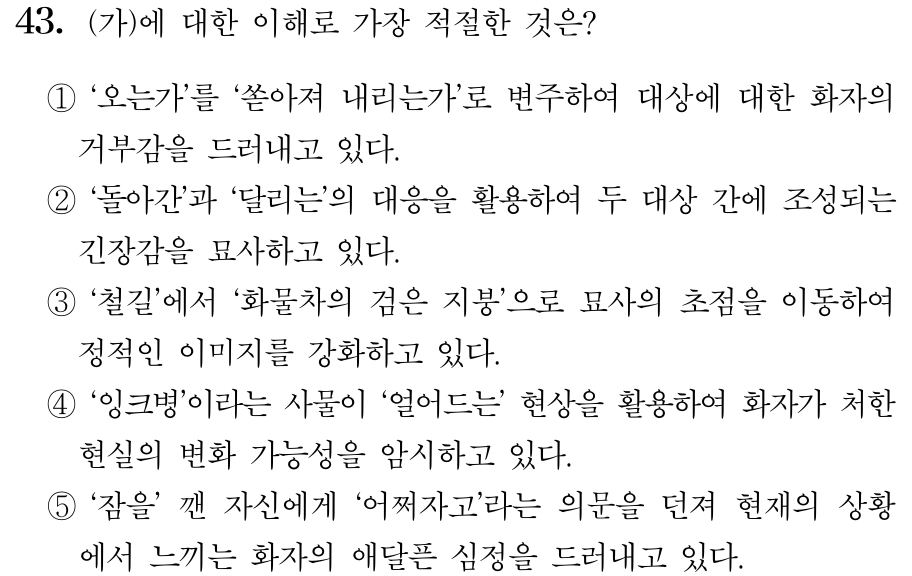 43. (가)에 대한 이해로 가장 적절한 것은?
① ‘오는가’를 ‘쏟아져 내리는가’로 변주하여 대상에 대한 화자의
거부감을 드러내고 있다.
② ‘돌아간’과 ‘달리는’의 대응을 활용하여 두 대상 간에 조성되는
긴장감을 묘사하고 있다.
③ ‘철길’에서 ‘화물차의 검은 지붕’으로 묘사의 초점을 이동하여
정적인 이미지를 강화하고 있다.
④ ‘잉크병’이라는 사물이 ‘얼어드는’ 현상을 활용하여 화자가 처한
현실의 변화 가능성을 암시하고 있다.
⑤ ‘잠을’ 깬 자신에게 ‘어쩌자고’라는 의문을 던져 현재의 상황
에서 느끼는 화자의 애달픈 심정을 드러내고 있다.